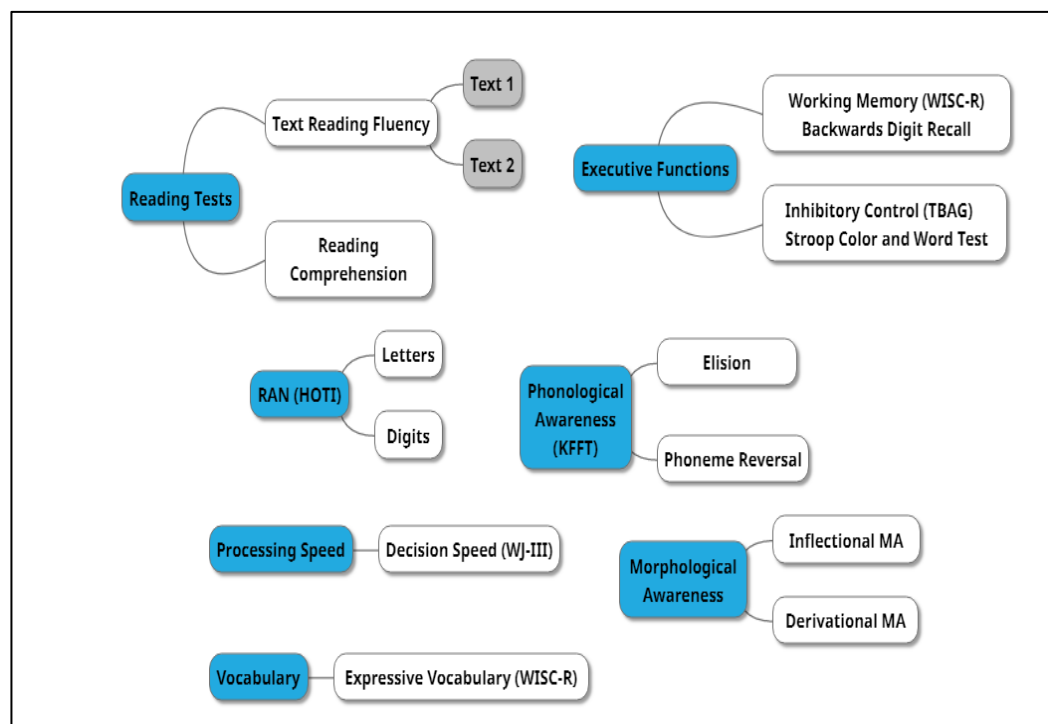 Reading Tests
Text Reading Fluency
Text 1
Text 2
Reading
Comprehension
Executive Functions
Working Memory (WISC-R)
Backwards Digit Recall
Inhibitory Control (TBAG)
Stroop Color and Word Test
RAN (HOTI)
Letters
Digits
Phonological
Awareness
(KFFT)
Elision
Phoneme Reversal
Processing Speed
Decision Speed (WJ-III)
Morphological
Awareness
Inflectional MA
Derivational MA
Vocabulary
Expressive Vocabulary (WISC-R)